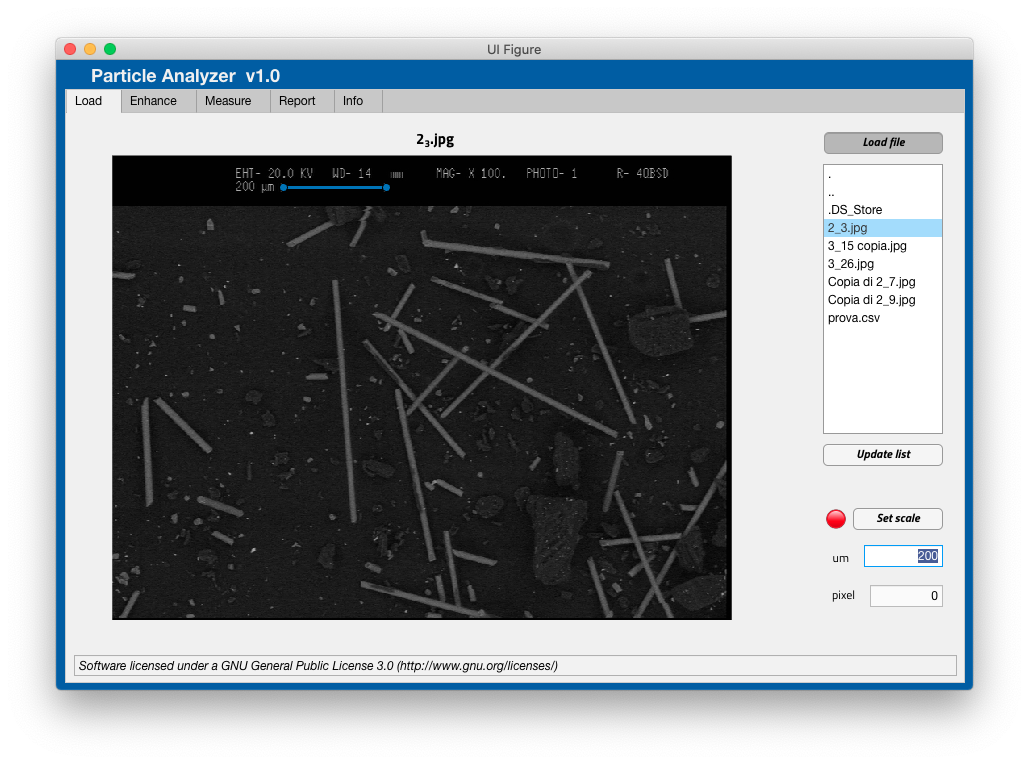 UI Figure
Particle Analyzer v1.0
Load Enhance Measure Report Info
2₃.jpg
EHT- 20.0 KV WD- 14 MAG- X 100. PHOTO- 1 R- 40BSD
200 µm
Load file
.
..
.DS_Store
2_3.jpg
3_15 copia.jpg
3_26.jpg
Copia di 2_7.jpg
Copia di 2_9.jpg
prova.csv
Update list
Set scale
um 200
pixel 0
Software licensed under a GNU General Public License 3.0 (http://www.gnu.org/licenses/)